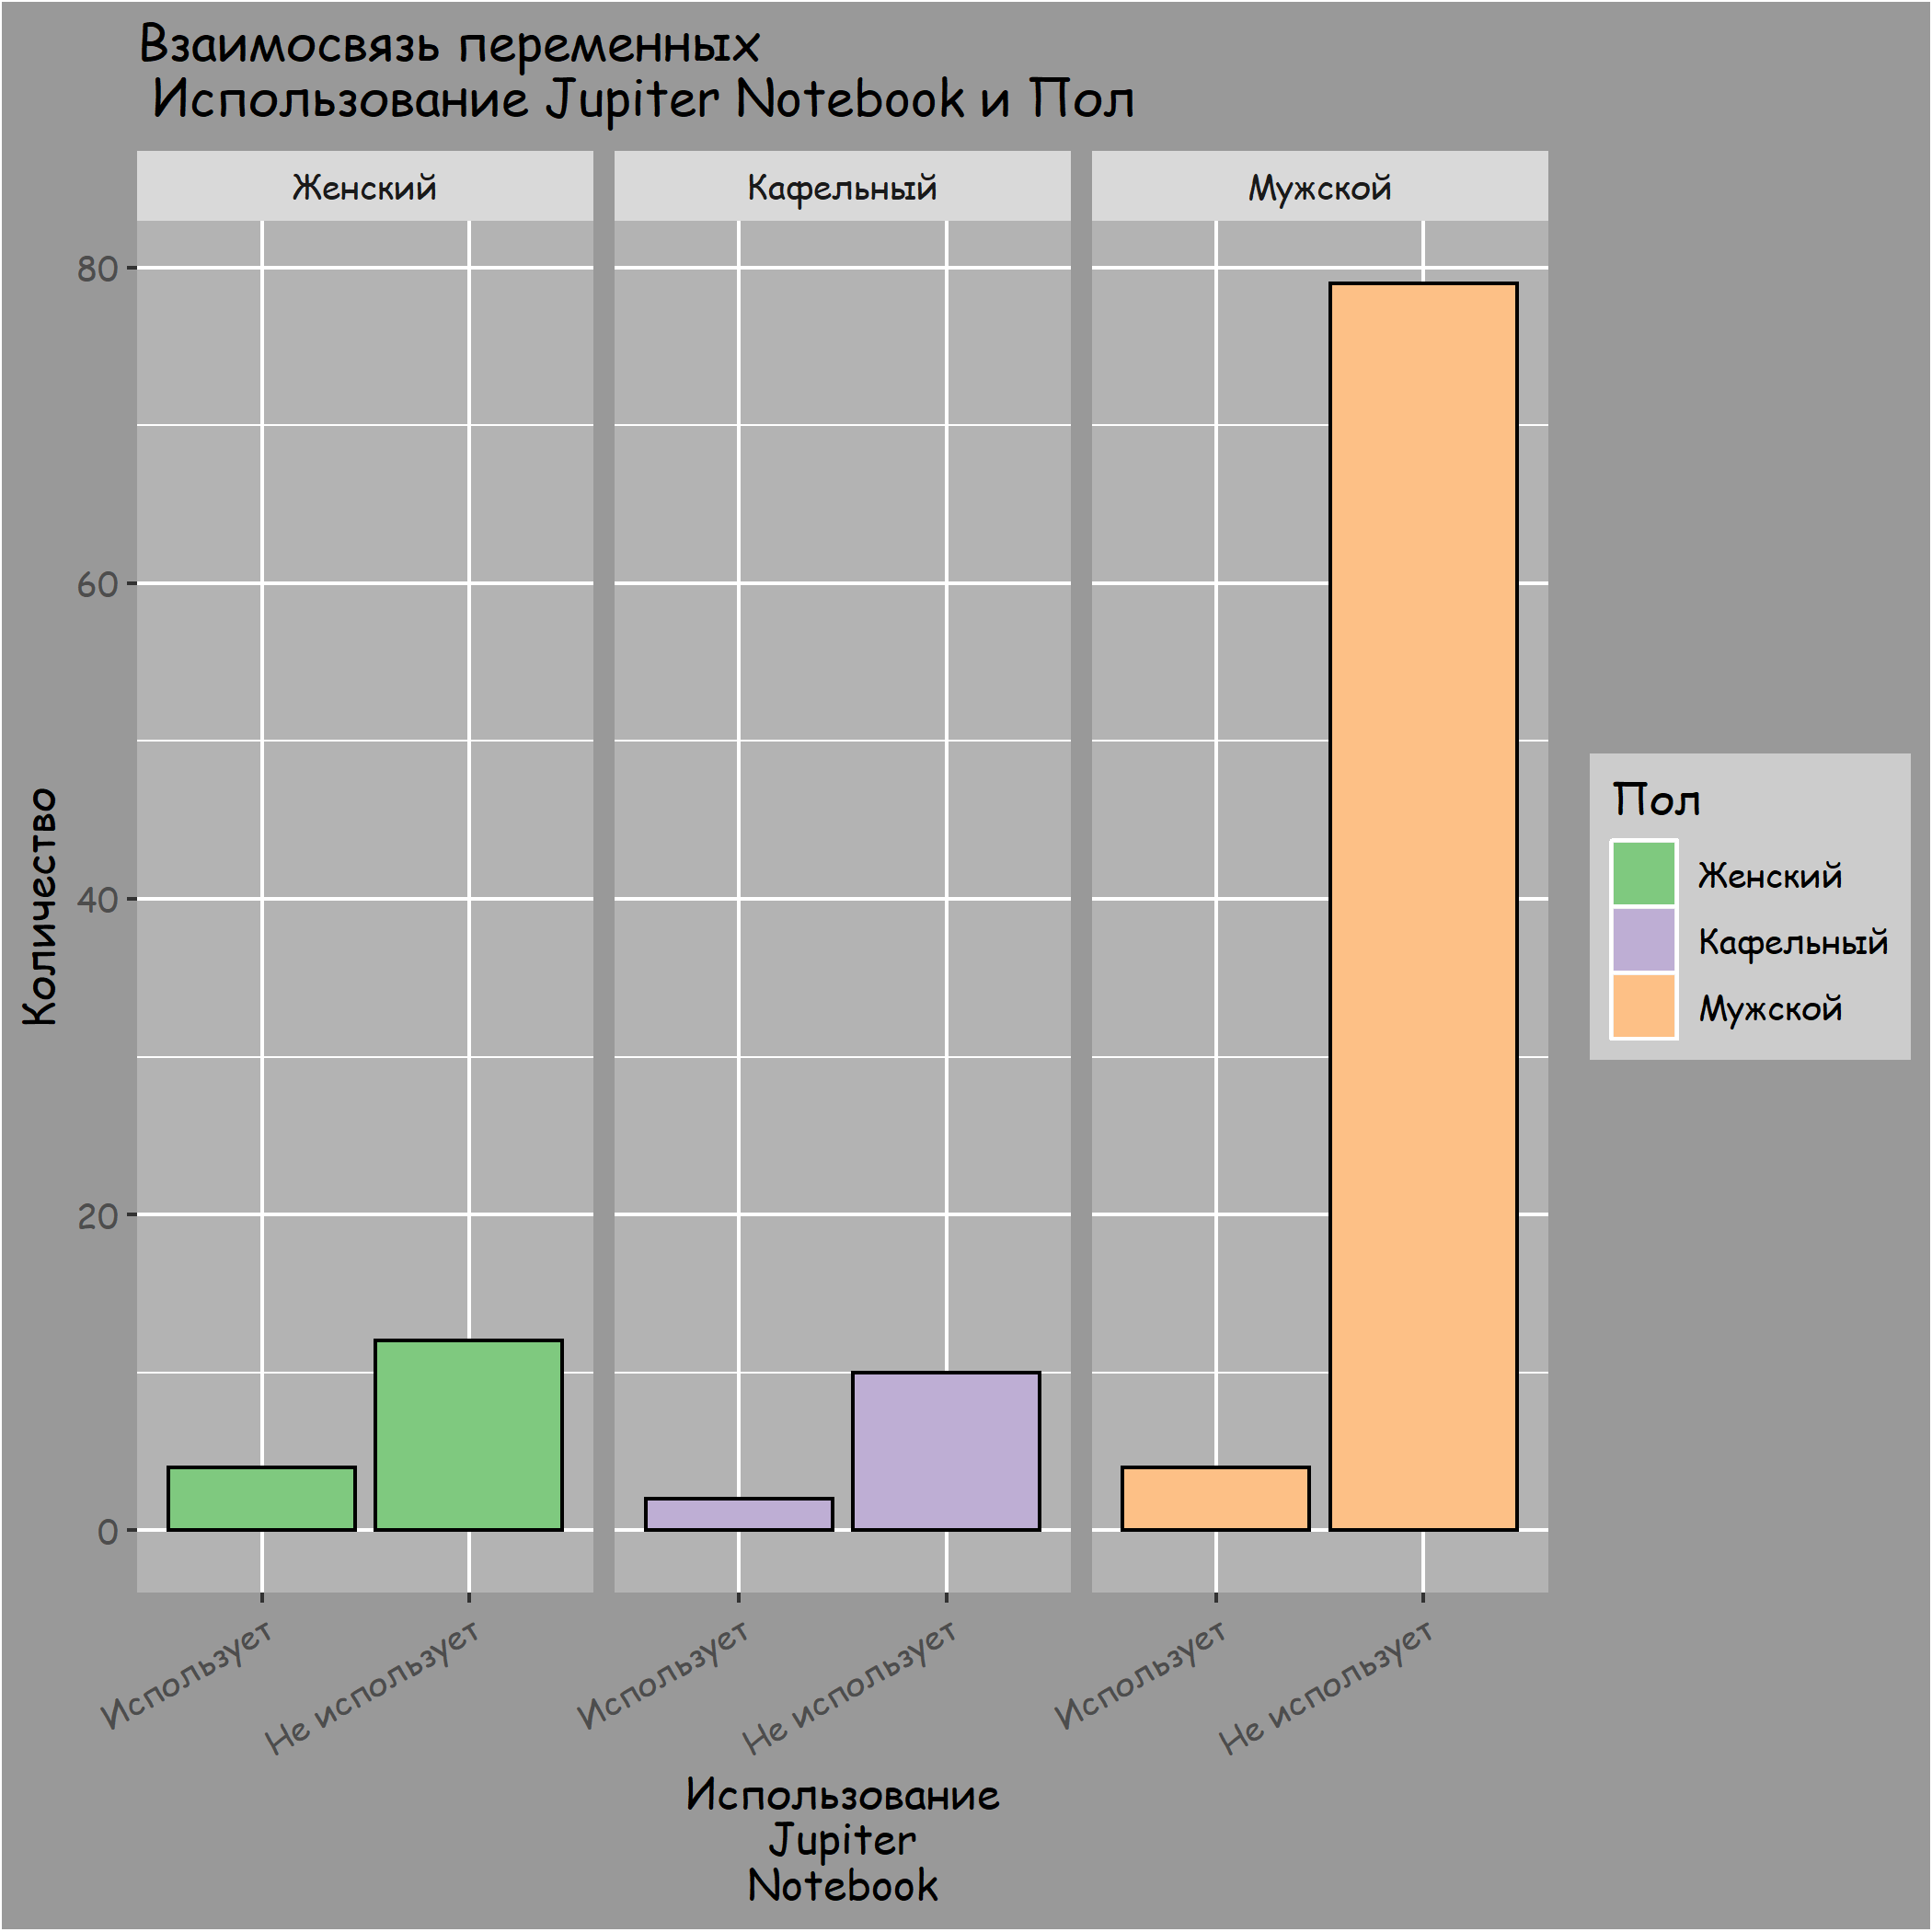 Взаимосвязь переменных
Использование Jupiter Notebook и Пол
Женский
Кафельный
Мужской
80
60
40
20
0
Количество
Использует
Не использует
Использует
Не использует
Использует
Не использует
Использование
Jupiter
Notebook
Пол
Женский
Кафельный
Мужской